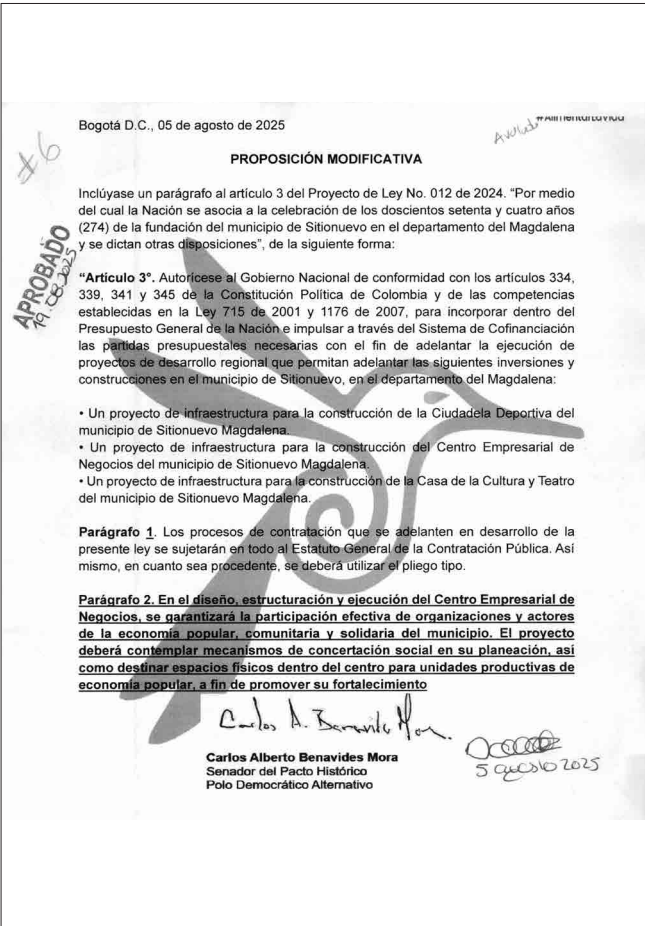 #AlimentarLaVida
Bogotá D.C., 05 de agosto de 2025
#6
PROPOSICIÓN MODIFICATIVA
Inclúyase un parágrafo al artículo 3 del Proyecto de Ley No. 012 de 2024. “Por medio
del cual la Nación se asocia a la celebración de los doscientos setenta y cuatro años
(274) de la fundación del municipio de Sitionuevo en el departamento del Magdalena
y se dictan otras disposiciones”, de la siguiente forma:
APROBADO
19.08.2025
“Artículo 3°. Autorícese al Gobierno Nacional de conformidad con los artículos 334,
339, 341 y 345 de la Constitución Política de Colombia y de las competencias
establecidas en la Ley 715 de 2001 y 1176 de 2007, para incorporar dentro del
Presupuesto General de la Nación e impulsar a través del Sistema de Cofinanciación
las partidas presupuestales necesarias con el fin de adelantar la ejecución de
proyectos de desarrollo regional que permitan adelantar las siguientes inversiones y
construcciones en el municipio de Sitionuevo, en el departamento del Magdalena:
• Un proyecto de infraestructura para la construcción de la Ciudadela Deportiva del
municipio de Sitionuevo Magdalena.
• Un proyecto de infraestructura para la construcción del Centro Empresarial de
Negocios del municipio de Sitionuevo Magdalena.
• Un proyecto de infraestructura para la construcción de la Casa de la Cultura y Teatro
del municipio de Sitionuevo Magdalena.
Parágrafo 1. Los procesos de contratación que se adelanten en desarrollo de la
presente ley se sujetarán en todo al Estatuto General de la Contratación Pública. Así
mismo, en cuanto sea procedente, se deberá utilizar el pliego tipo.
Parágrafo 2. En el diseño, estructuración y ejecución del Centro Empresarial de
Negocios, se garantizará la participación efectiva de organizaciones y actores
de la economía popular, comunitaria y solidaria del municipio. El proyecto
deberá contemplar mecanismos de concertación social en su planeación, así
como destinar espacios físicos dentro del centro para unidades productivas de
economía popular, a fin de promover su fortalecimiento
Carlos A. Benavides Mora.
Carlos Alberto Benavides Mora
Senador del Pacto Histórico
Polo Democrático Alternativo
5 agosto 2025